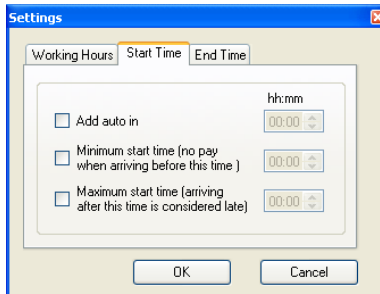 Settings
Working Hours Start Time End Time
hh:mm
Add auto in 00:00
Minimum start time (no pay
when arriving before this time ) 00:00
Maximum start time (arriving
after this time is considered late) 00:00
OK Cancel